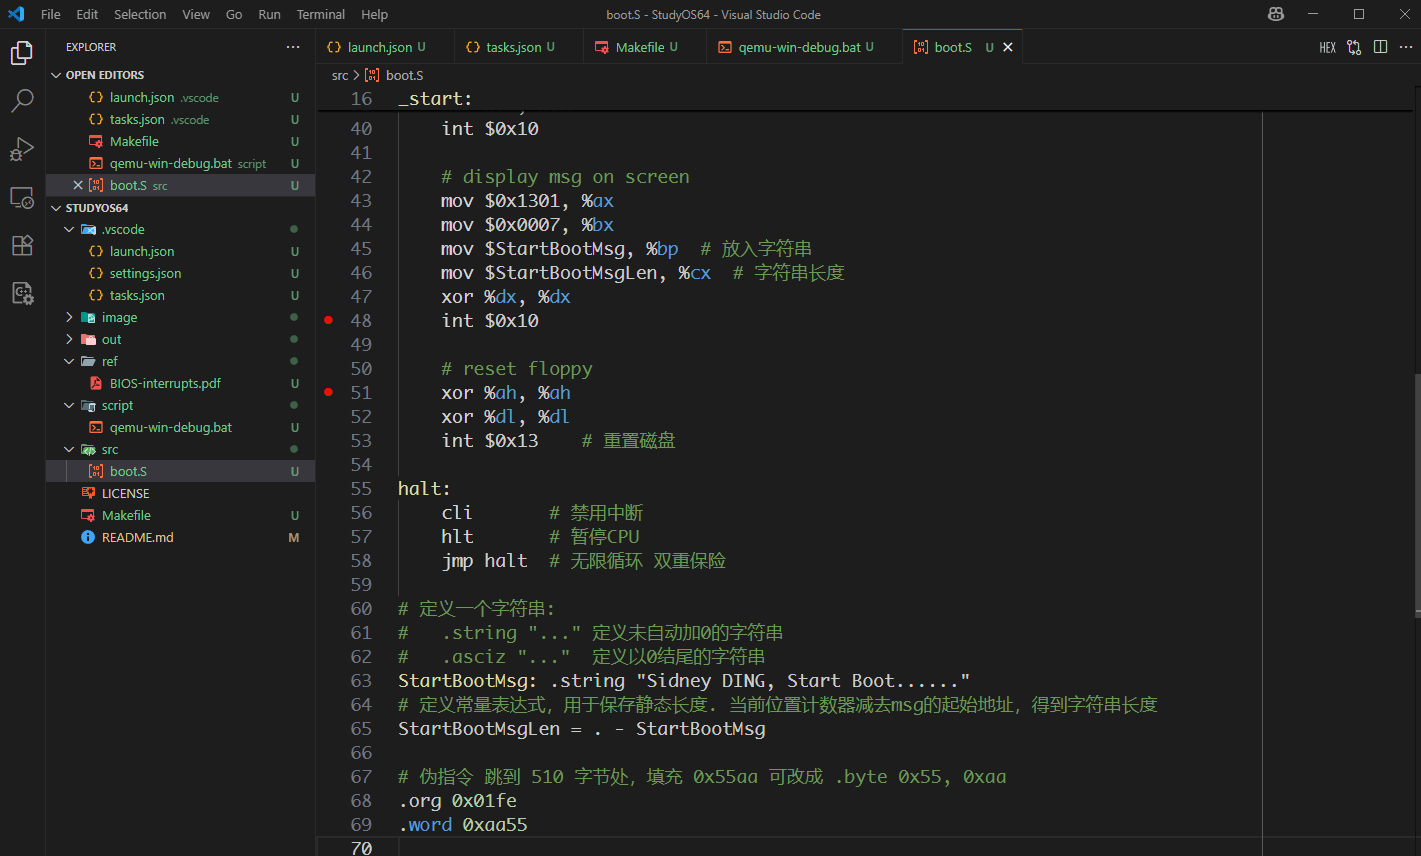 File Edit Selection View Go Run Terminal Help boot.S - StudyOS64 - Visual Studio Code
EXPLORER
OPEN EDITORS
launch.json .vscode U
tasks.json .vscode U
Makefile U
qemu-win-debug.bat script U
boot.S src U
STUDYOS64
.vscode
launch.json U
settings.json U
tasks.json U
image
out
ref
BIOS-interrupts.pdf U
script
qemu-win-debug.bat U
src
boot.S U
LICENSE
Makefile U
README.md M
launch.json U tasks.json U Makefile U qemu-win-debug.bat U boot.S U HEX
src > boot.S
16 _start:
40 int $0x10
41
42 # display msg on screen
43 mov $0x1301, %ax
44 mov $0x0007, %bx
45 mov $StartBootMsg, %bp # 放入字符串
46 mov $StartBootMsgLen, %cx # 字符串长度
47 xor %dx, %dx
48 int $0x10
49
50 # reset floppy
51 xor %ah, %ah
52 xor %dl, %dl
53 int $0x13 # 重置磁盘
54
55 halt:
56 cli # 禁用中断
57 hlt # 暂停CPU
58 jmp halt # 无限循环 双重保险
59
60 # 定义一个字符串:
61 # .string "..." 定义未自动加0的字符串
62 # .asciz "..." 定义以0结尾的字符串
63 StartBootMsg: .string "Sidney DING, Start Boot......"
64 # 定义常量表达式，用于保存静态长度. 当前位置计数器减去msg的起始地址，得到字符串长度
65 StartBootMsgLen = . - StartBootMsg
66
67 # 伪指令 跳到 510 字节处，填充 0x55aa 可改成 .byte 0x55, 0xaa
68 .org 0x01fe
69 .word 0xaa55
70